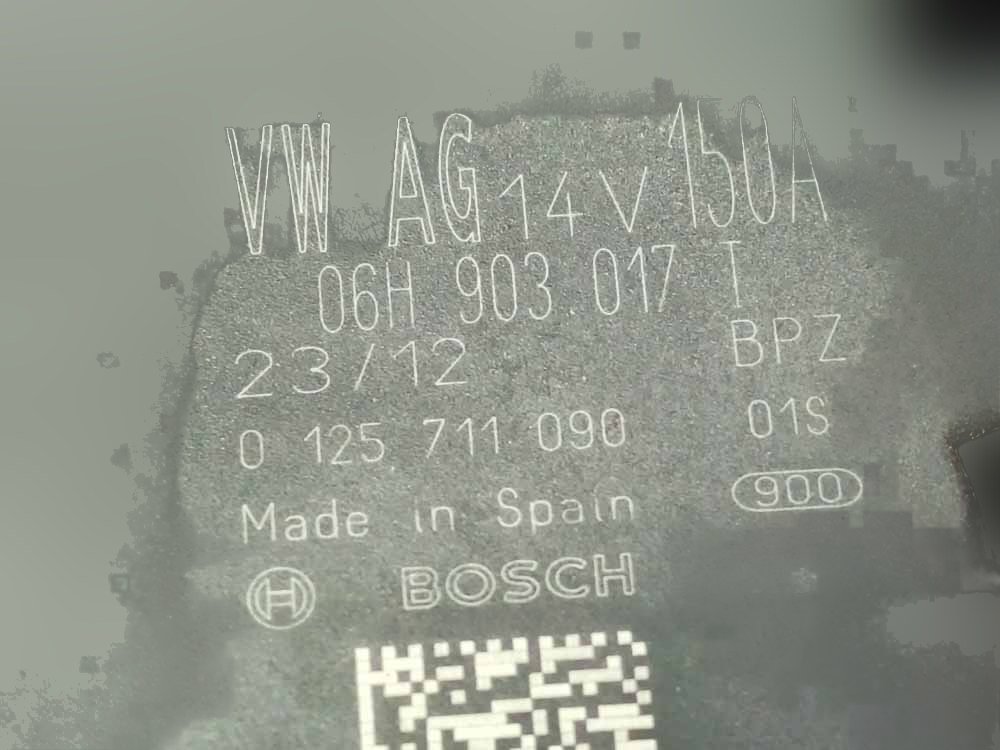 VW AG 14V 150A
06H 903 017 T
23/12 BPZ
0 125 711 090 01S
Made in Spain 900
BOSCH